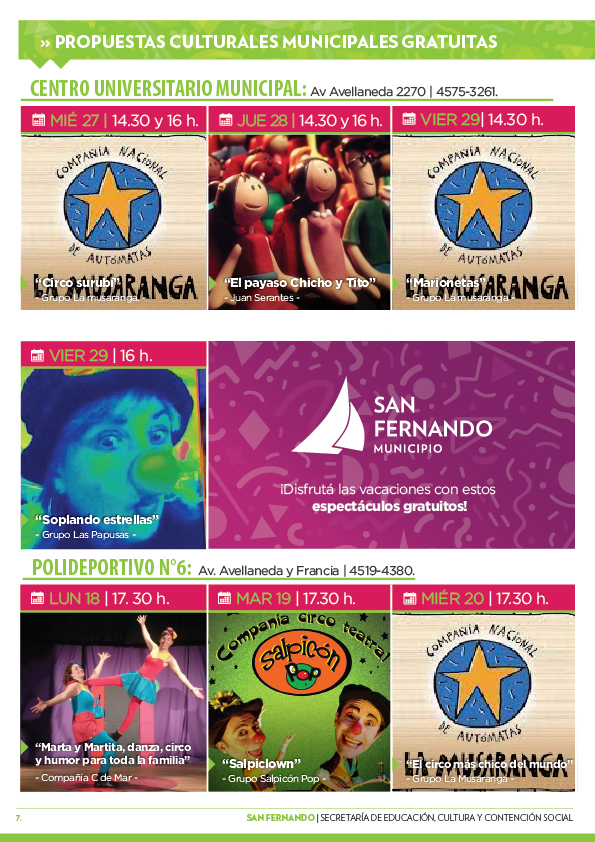 » PROPUESTAS CULTURALES MUNICIPALES GRATUITAS
CENTRO UNIVERSITARIO MUNICIPAL: Av Avellaneda 2270 | 4575-3261.
MIÉ 27 | 14.30 y 16 h.
COMPAÑÍA NACIONAL
DE AUTÓMATAS
LA MUSARANGA
“Circo surubí”
- Grupo La musaranga.
JUE 28 | 14.30 y 16 h.
“El payaso Chicho y Tito”
- Juan Serantes -
VIER 29| 14.30 h.
COMPAÑÍA NACIONAL
DE AUTÓMATAS
LA MUSARANGA
“Marionetas”
- Grupo La musaranga -
VIER 29 | 16 h.
“Soplando estrellas”
- Grupo Las Papusas -
SAN
FERNANDO
MUNICIPIO
¡Disfrutá las vacaciones con estos
espectáculos gratuitos!
POLIDEPORTIVO N°6: Av. Avellaneda y Francia | 4519-4380.
LUN 18 | 17. 30 h.
“Marta y Martita, danza, circo
y humor para toda la familia”
- Compañía C de Mar -
MAR 19 | 17.30 h.
Compañía circo teatral
Salpicón
“Salpiclown”
- Grupo Salpicón Pop -
MIÉR 20 | 17.30 h.
COMPAÑÍA NACIONAL
DE AUTÓMATAS
LA MUSARANGA
“El circo más chico del mundo”
- Grupo La Musaranga -
7.
SAN FERNANDO | SECRETARÍA DE EDUCACIÓN, CULTURA Y CONTENCIÓN SOCIAL